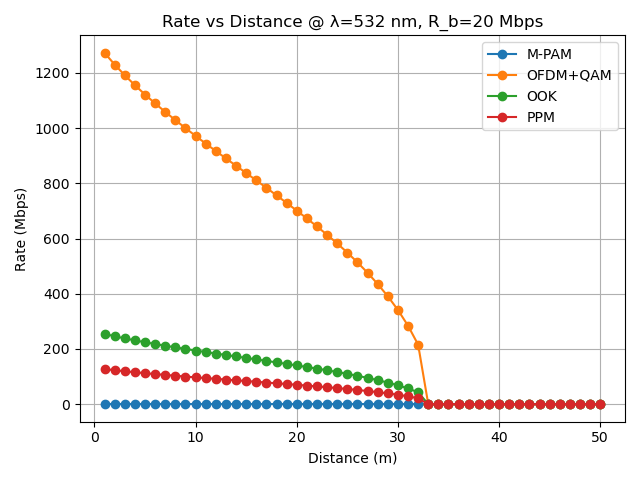 Rate vs Distance @ λ=532 nm, R_b=20 Mbps
M-PAM
OFDM+QAM
OOK
PPM
Rate (Mbps)
1200
1000
800
600
400
200
0
0 10 20 30 40 50
Distance (m)